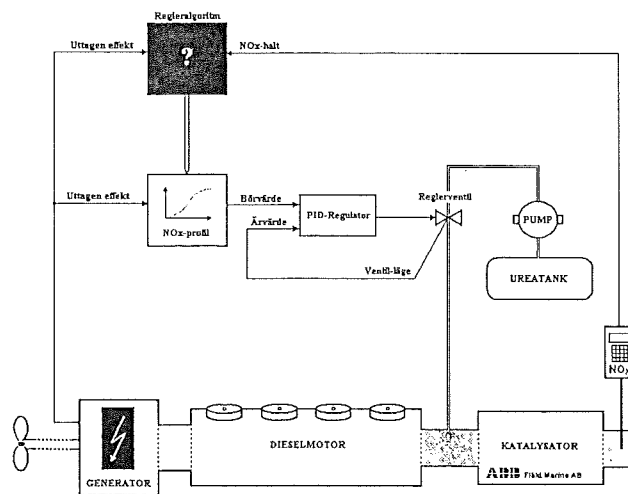 Regleralgoritm
Uttagen effekt
NOx-halt
?
Uttagen effekt
NOx-profil
Börvärde
Ärvärde
PID-Regulator
Reglerventil
Ventil-läge
PUMP
UREATANK
NOx
GENERATOR
DIESELMOTOR
KATALYSATOR
ABB Fläkt Marine AB